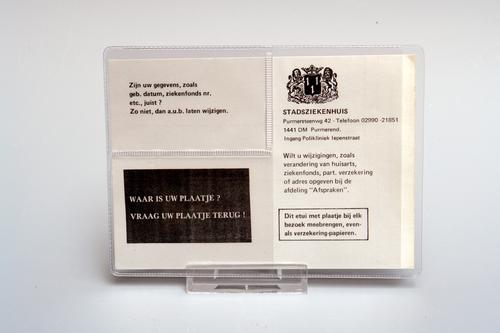 Zijn uw gegevens, zoals
geb. datum, ziekenfonds nr.
etc., juist ?
Zo niet, dan a.u.b. laten wijzigen.
WAAR IS UW PLAATJE ?
VRAAG UW PLAATJE TERUG !
STADSZIEKENHUIS
Purmersteenweg 42 - Telefoon 02990 -21851
1441 DM Purmerend.
Ingang Polikliniek Iepenstraat
Wilt u wijzigingen, zoals
verandering van huisarts,
ziekenfonds, part. verzekering
of adres opgeven bij de
afdeling "Afspraken".
Dit etui met plaatje bij elk
bezoek meebrengen, even-
als verzekering-papieren.